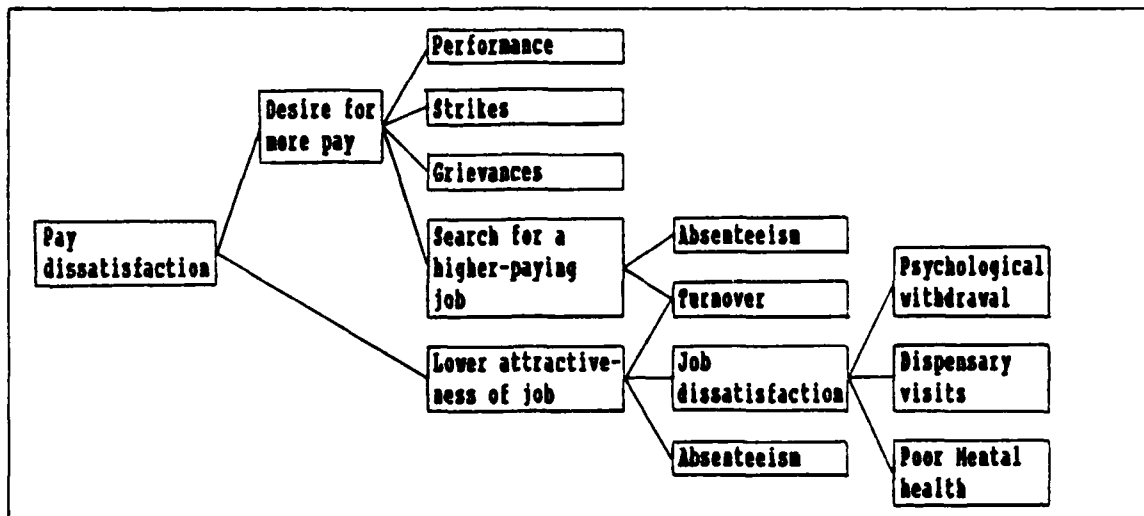 Performance
Desire for
more pay
Strikes
Grievances
Pay
dissatisfaction
Search for a
higher-paying
job
Absenteeism
Turnover
Psychological
withdrawal
Lower attractive-
ness of job
Job
dissatisfaction
Dispensary
visits
Absenteeism
Poor Mental
health